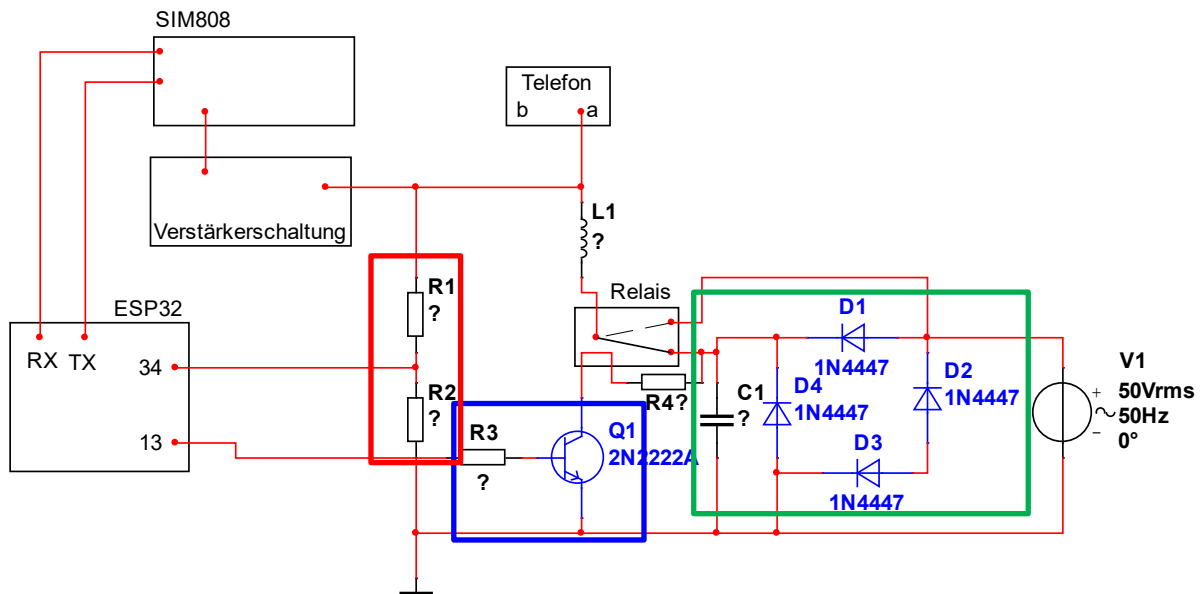 SIM808
Telefon
b a
L1
?
Verstärkerschaltung
R1
?
Relais
ESP32
D1
1N4447
V1
RX TX
34
D2
1N4447
50Vrms
50Hz
0°
+
−
R4?
C1
?
D4
1N4447
R2
?
13
R3
?
Q1
2N2222A
D3
1N4447